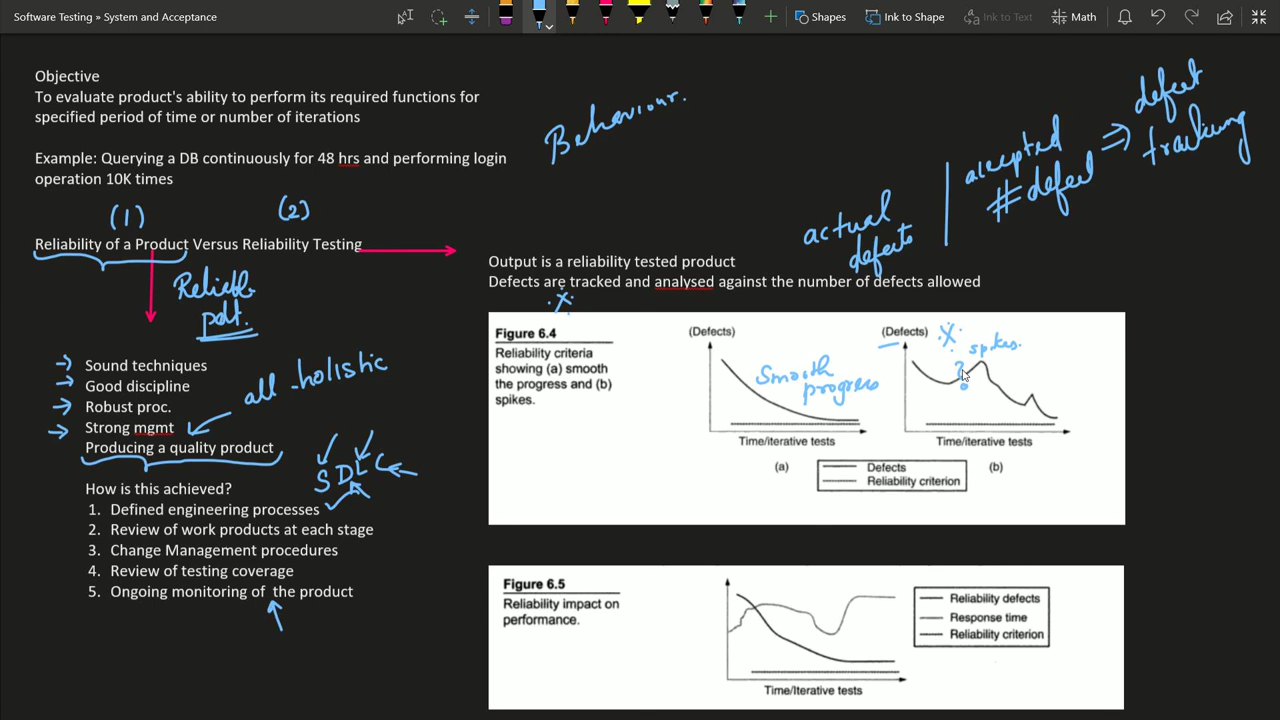 Software Testing » System and Acceptance
Shapes
Ink to Shape
Ink to Text
Math
Objective
To evaluate product's ability to perform its required functions for
specified period of time or number of iterations
Example: Querying a DB continuously for 48 hrs and performing login
operation 10K times
Behaviour.
actual
defects
accepted
# defect
⇒ defect
tracking
(1)
(2)
Reliability of a Product Versus Reliability Testing
Reliable
pdt.
Sound techniques
Good discipline
Robust proc.
Strong mgmt
Producing a quality product
all - holistic
SDLC
How is this achieved?
1. Defined engineering processes
2. Review of work products at each stage
3. Change Management procedures
4. Review of testing coverage
5. Ongoing monitoring of the product
Output is a reliability tested product
Defects are tracked and analysed against the number of defects allowed
Figure 6.4
Reliability criteria
showing (a) smooth
the progress and (b)
spikes.
(Defects)
Smooth
progress
Time/iterative tests
(a)
(Defects)
spikes.
?
Time/iterative tests
(b)
Defects
Reliability criterion
Figure 6.5
Reliability impact on
performance.
Time/Iterative tests
Reliability defects
Response time
Reliability criterion